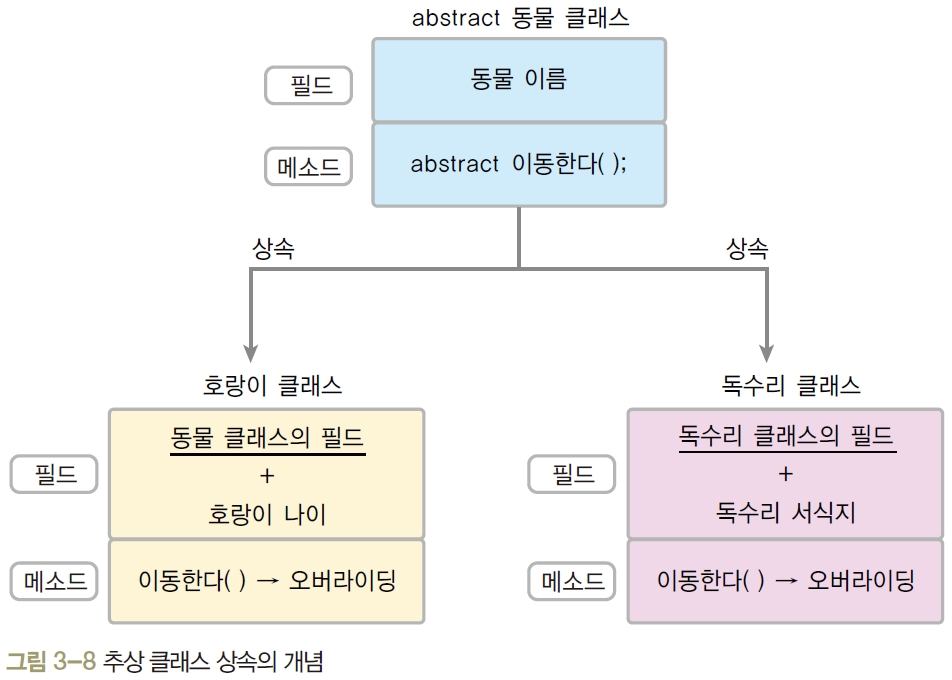 abstract 동물 클래스
필드
동물 이름
메소드
abstract 이동한다( );
상속
상속
호랑이 클래스
필드
동물 클래스의 필드
+
호랑이 나이
메소드
이동한다( ) → 오버라이딩
독수리 클래스
필드
독수리 클래스의 필드
+
독수리 서식지
메소드
이동한다( ) → 오버라이딩
그림 3-8 추상 클래스 상속의 개념